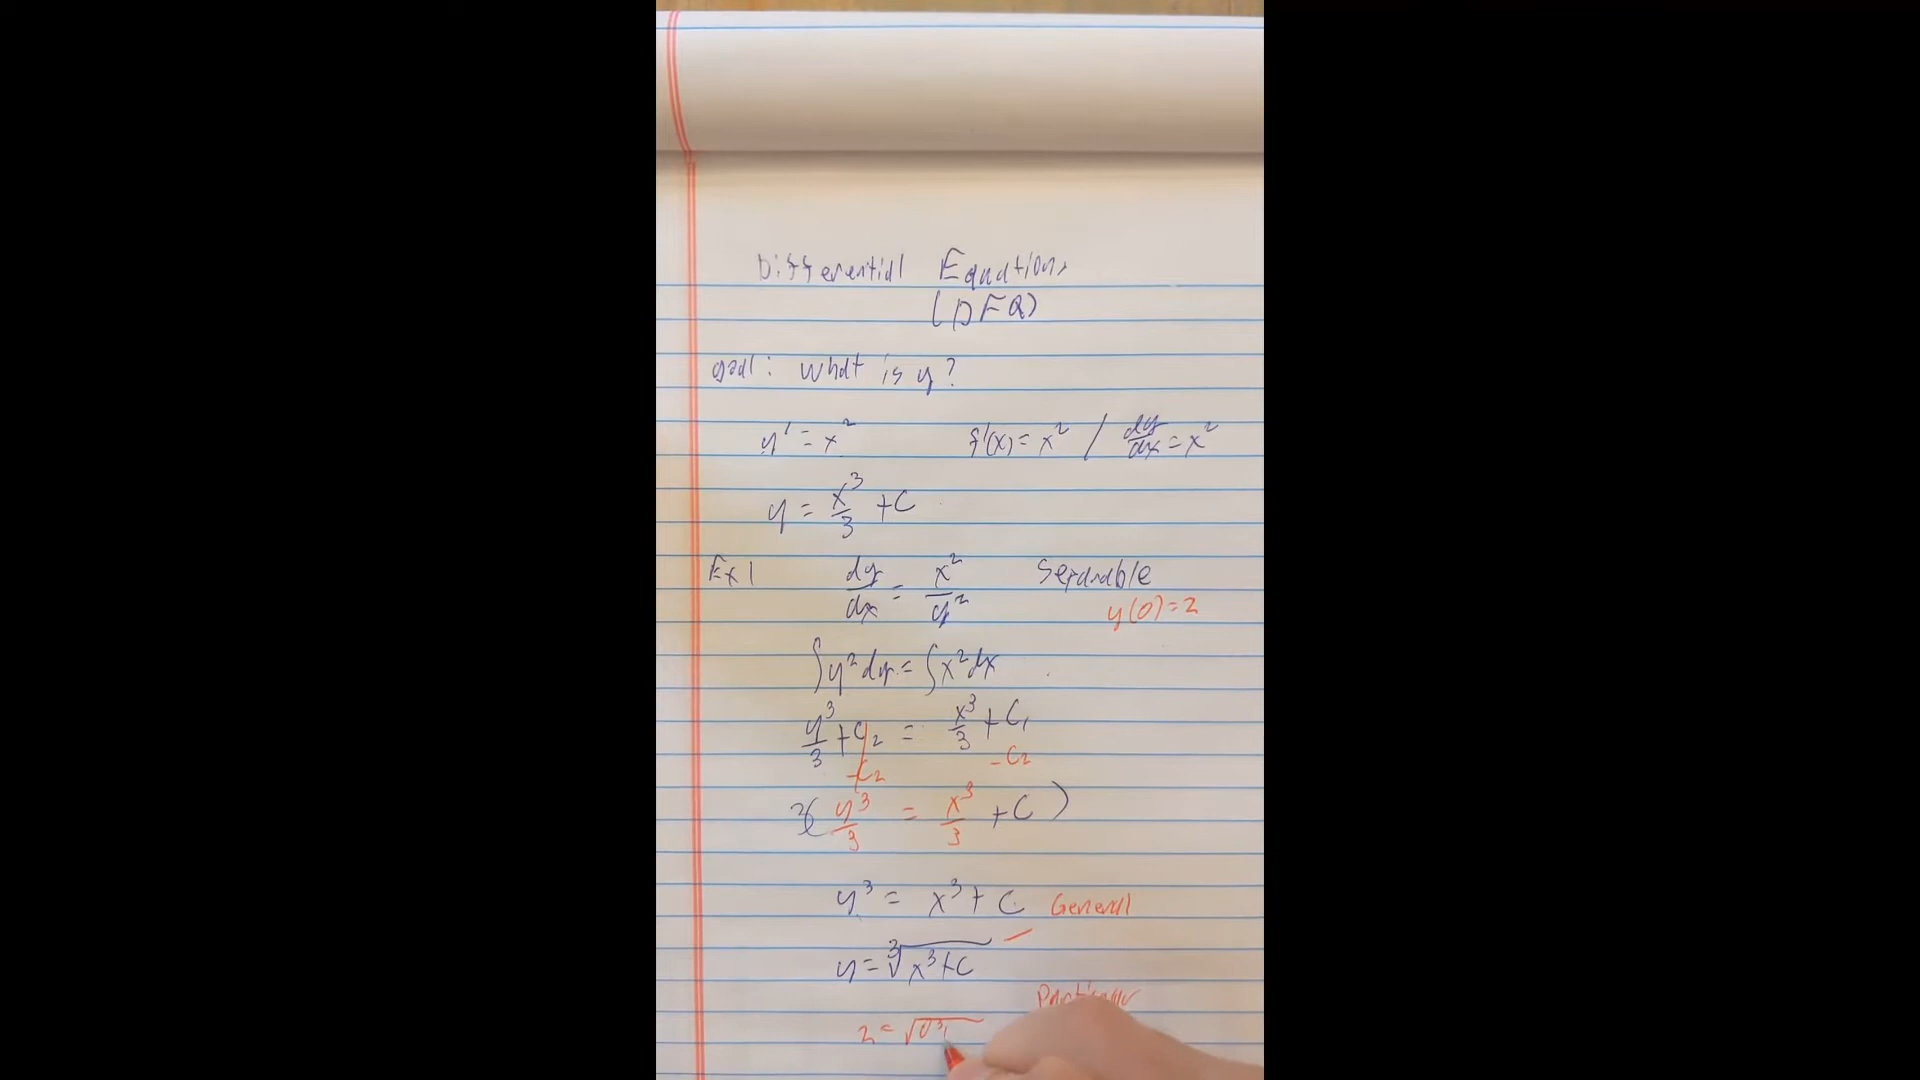 Differential Equations
(DFQ)
goal: What is y?
y' = x² f'(x) = x² / dy/dx = x²
y = x³/3 + C
Ex 1 dy/dx = x²/y² Separable
y(0) = 2
∫y² dy = ∫x² dx
y³/3 + C₂ = x³/3 + C₁
-C₂ -C₂
3( y³/3 = x³/3 + C )
y³ = x³ + C General
y = ∛(x³ + C)
2 = √0³